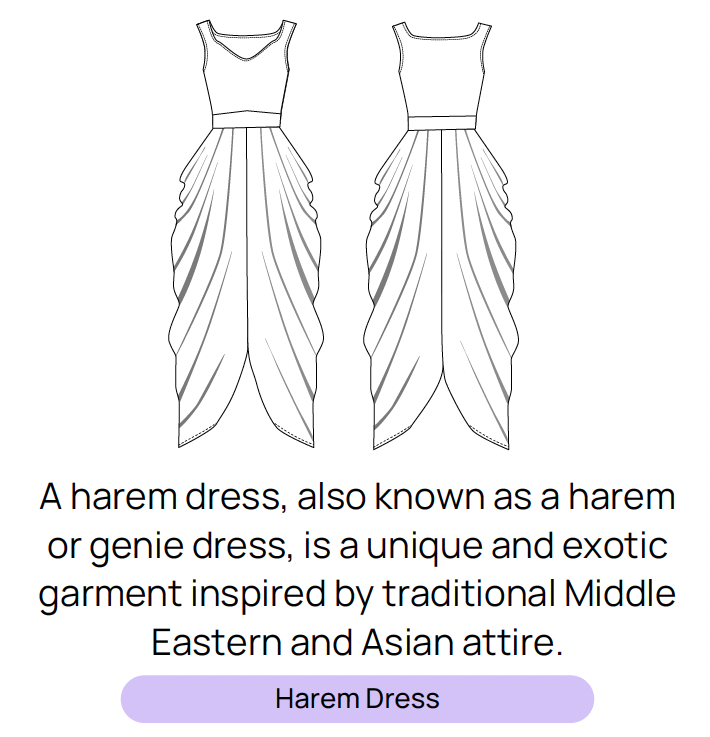 A harem dress, also known as a harem
or genie dress, is a unique and exotic
garment inspired by traditional Middle
Eastern and Asian attire.
Harem Dress